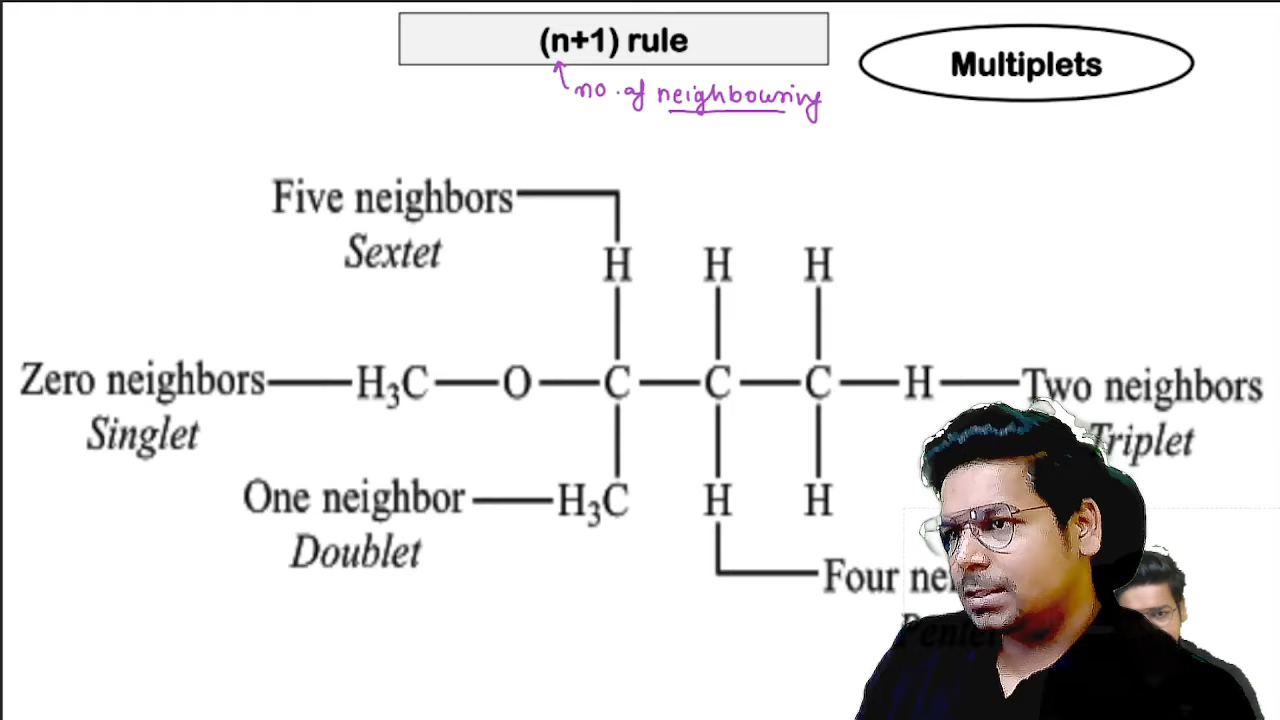 (n+1) rule
Multiplets
no. of neighbouring
Five neighbors
Sextet
H H H
Zero neighbors H₃C O C C C H Two neighbors
Singlet
Triplet
One neighbor H₃C H H
Doublet
Four